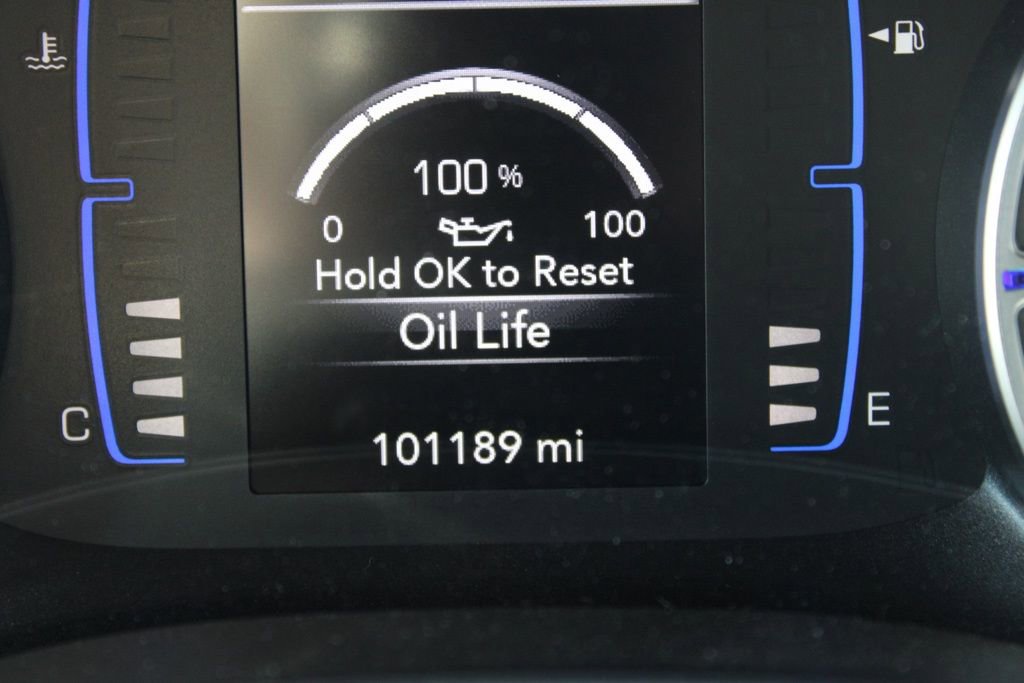 100 %
0 100
Hold OK to Reset
Oil Life
C E
101189 mi